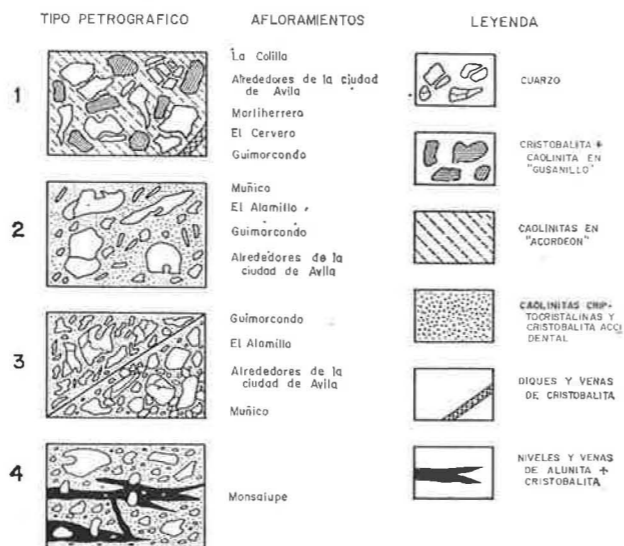 TIPO PETROGRAFICO
AFLORAMIENTOS
LEYENDA
1
La Colilla
Alrededores de la ciudad
de Avila
Marliherrero
El Cervero
Guimorcondo
2
Muñico
El Alamillo
Guimorcondo
Alrededores de la
ciudad de Avila
3
Guimorcondo
El Alamillo
Alrededores de la
ciudad de Avila
Muñico
4
Monsalupe
CUARZO
CRISTOBALITA +
CAOLINITA EN
"GUSANILLO"
CAOLINITAS EN
"ACORDEON"
CAOLINITAS CRIP-
TOCRISTALINAS Y
CRISTOBALITA ACCI
DENTAL
DIQUES Y VENAS
DE CRISTOBALITA
NIVELES Y VENAS
DE ALUNITA +
CRISTOBALITA